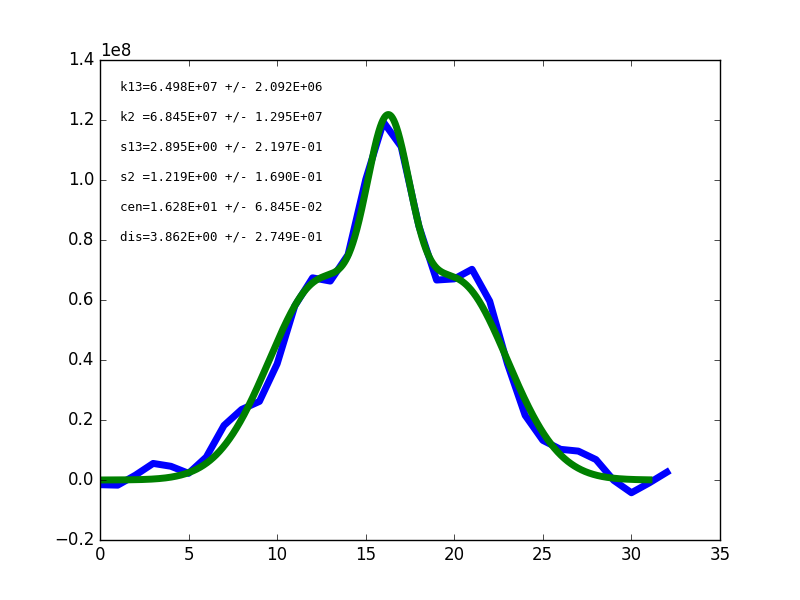 1e8
1.4
k13=6.498E+07 +/- 2.092E+06
1.2
k2 =6.845E+07 +/- 1.295E+07
s13=2.895E+00 +/- 2.197E-01
1.0
s2 =1.219E+00 +/- 1.690E-01
cen=1.628E+01 +/- 6.845E-02
0.8
dis=3.862E+00 +/- 2.749E-01
0.6
0.4
0.2
0.0
−0.2
0 5 10 15 20 25 30 35